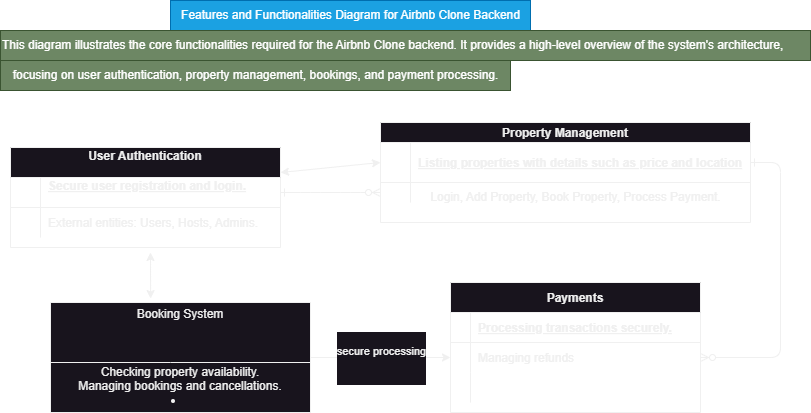 Features and Functionalities Diagram for Airbnb Clone Backend
This diagram illustrates the core functionalities required for the Airbnb Clone backend. It provides a high-level overview of the system's architecture,
focusing on user authentication, property management, bookings, and payment processing.
Property Management
Listing properties with details such as price and location
Login, Add Property, Book Property, Process Payment.
User Authentication
Secure user registration and login.
External entities: Users, Hosts, Admins.
Booking System
Checking property availability.
Managing bookings and cancellations.
•
secure processing
Payments
Processing transactions securely.
Managing refunds